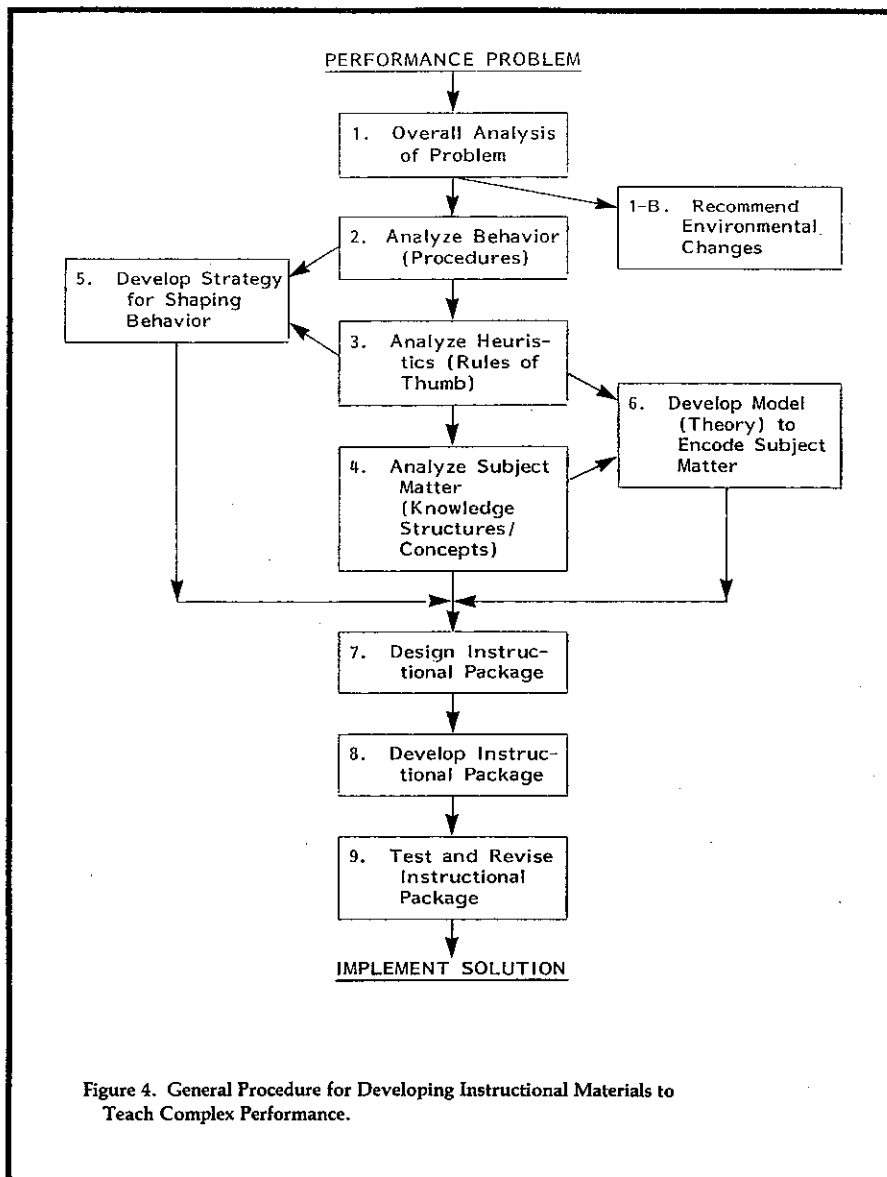 PERFORMANCE PROBLEM
1. Overall Analysis
of Problem
1-B. Recommend
Environmental
Changes
2. Analyze Behavior
(Procedures)
5. Develop Strategy
for Shaping
Behavior
3. Analyze Heuris-
tics (Rules of
Thumb)
6. Develop Model
(Theory) to
Encode Subject
Matter
4. Analyze Subject
Matter
(Knowledge
Structures/
Concepts)
7. Design Instruc-
tional Package
8. Develop Instruc-
tional Package
9. Test and Revise
Instructional
Package
IMPLEMENT SOLUTION
Figure 4. General Procedure for Developing Instructional Materials to
Teach Complex Performance.